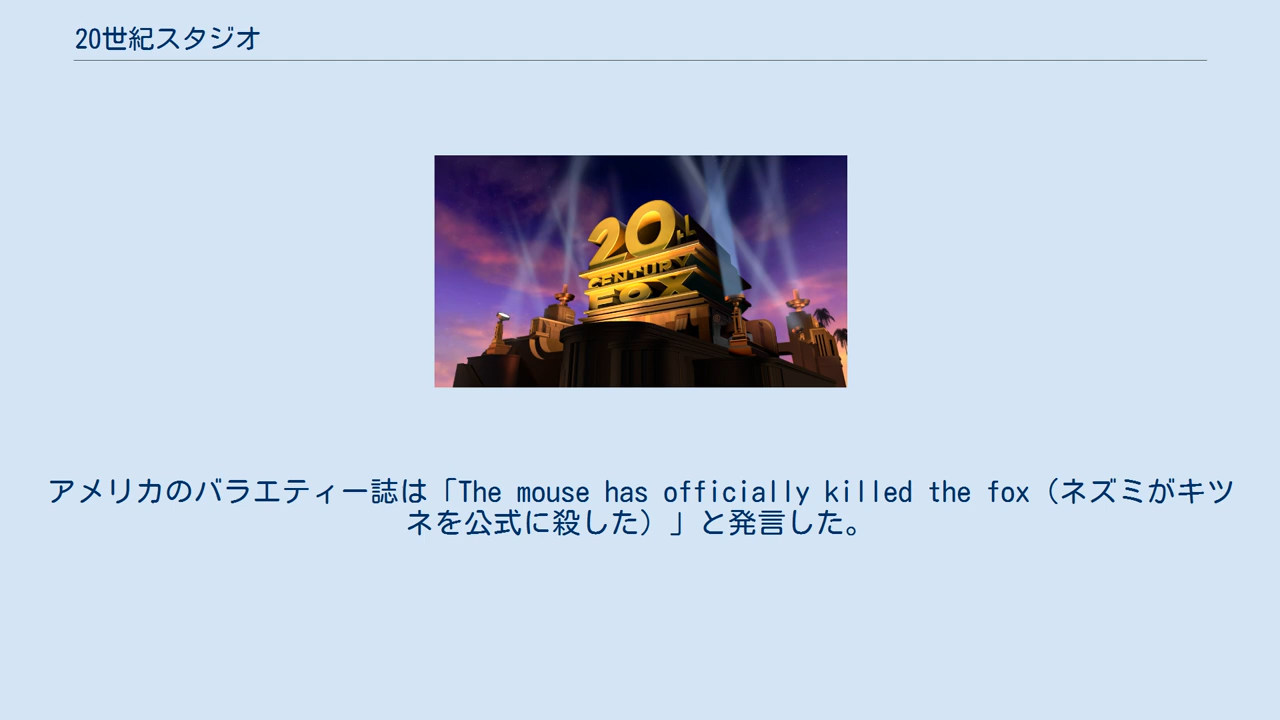 20世紀スタジオ
20th
CENTURY
FOX
アメリカのバラエティー誌は「The mouse has officially killed the fox（ネズミがキツ
ネを公式に殺した）」と発言した。